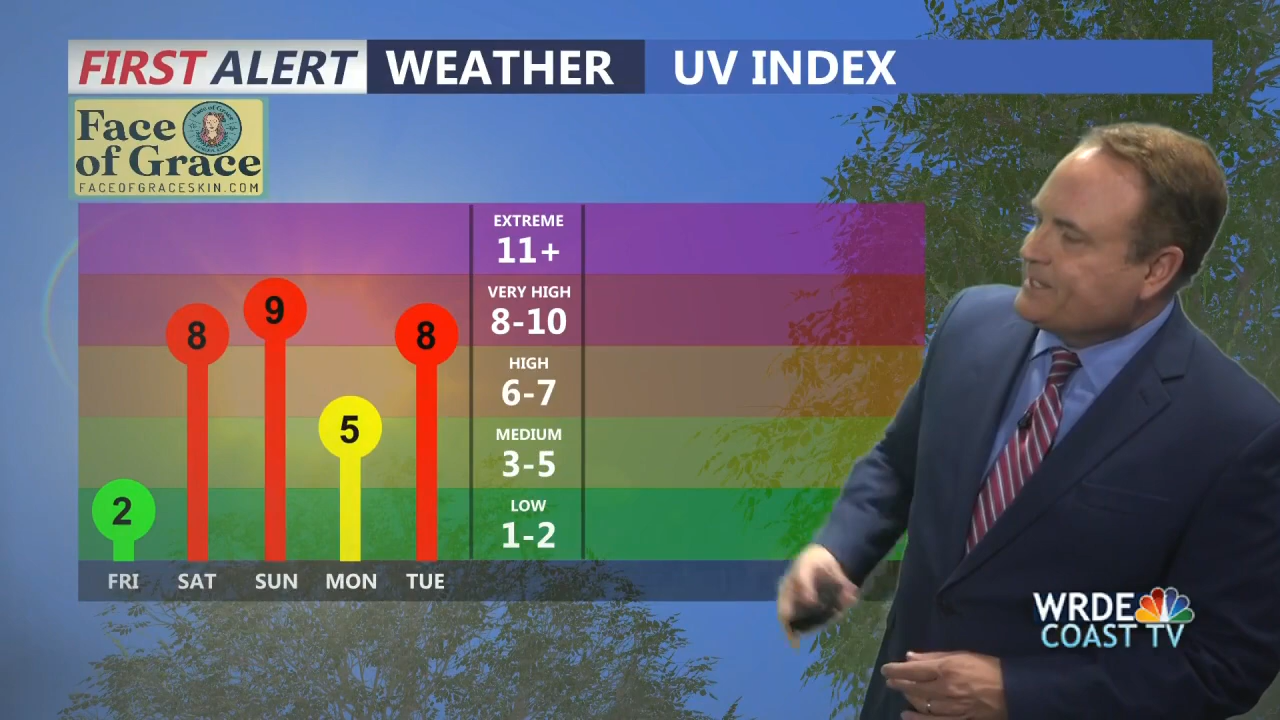 FIRST ALERT WEATHER UV INDEX
Face
of Grace
FACEOFGRACESKIN.COM
EXTREME
11+
VERY HIGH
8-10
HIGH
6-7
MEDIUM
3-5
LOW
1-2
2
8
9
5
8
FRI SAT SUN MON TUE
WRDE
COAST TV